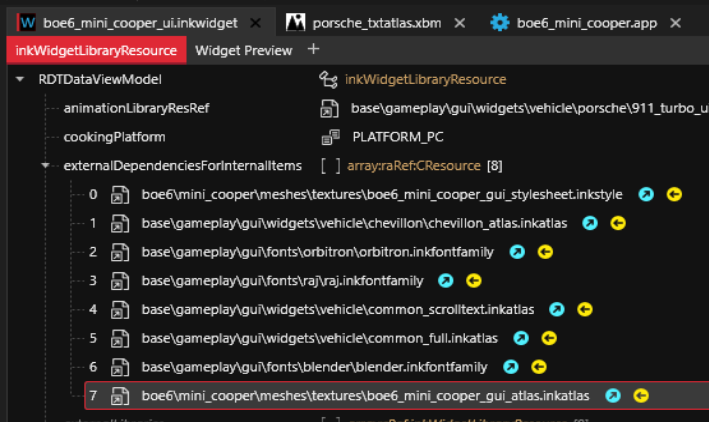 boe6_mini_cooper_ui.inkwidget
porsche_txtatlas.xbm
boe6_mini_cooper.app
inkWidgetLibraryResource
Widget Preview
RDTDataViewModel inkWidgetLibraryResource
animationLibraryResRef base\gameplay\gui\widgets\vehicle\porsche\911_turbo_u
cookingPlatform PLATFORM_PC
externalDependenciesForInternalItems [ ] array:raRef:CResource [8]
0 boe6\mini_cooper\meshes\textures\boe6_mini_cooper_gui_stylesheet.inkstyle
1 base\gameplay\gui\widgets\vehicle\chevillon\chevillon_atlas.inkatlas
2 base\gameplay\gui\fonts\orbitron\orbitron.inkfontfamily
3 base\gameplay\gui\fonts\raj\raj.inkfontfamily
4 base\gameplay\gui\widgets\vehicle\common_scrolltext.inkatlas
5 base\gameplay\gui\widgets\vehicle\common_full.inkatlas
6 base\gameplay\gui\fonts\blender\blender.inkfontfamily
7 boe6\mini_cooper\meshes\textures\boe6_mini_cooper_gui_atlas.inkatlas